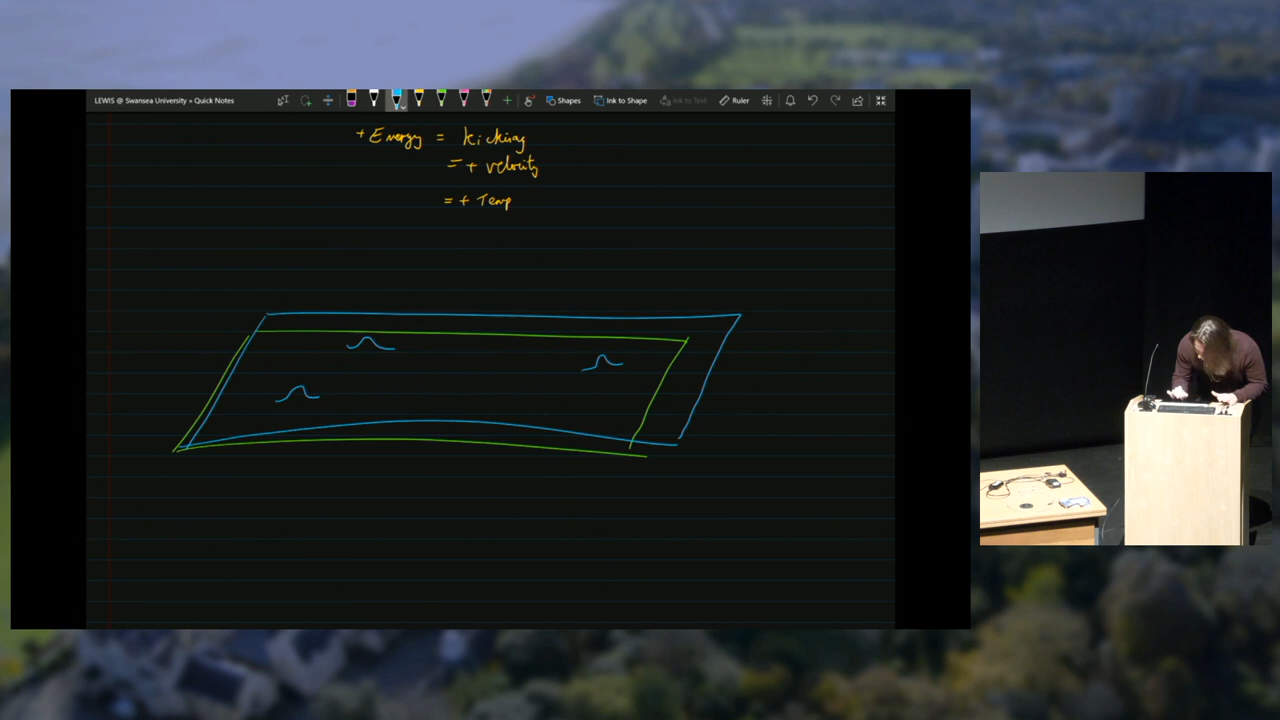 LEWIS @ Swansea University » Quick Notes
Shapes
Ink to Shape
Ink to Text
Ruler
+ Energy = kicking
= + velocity
= + Temp